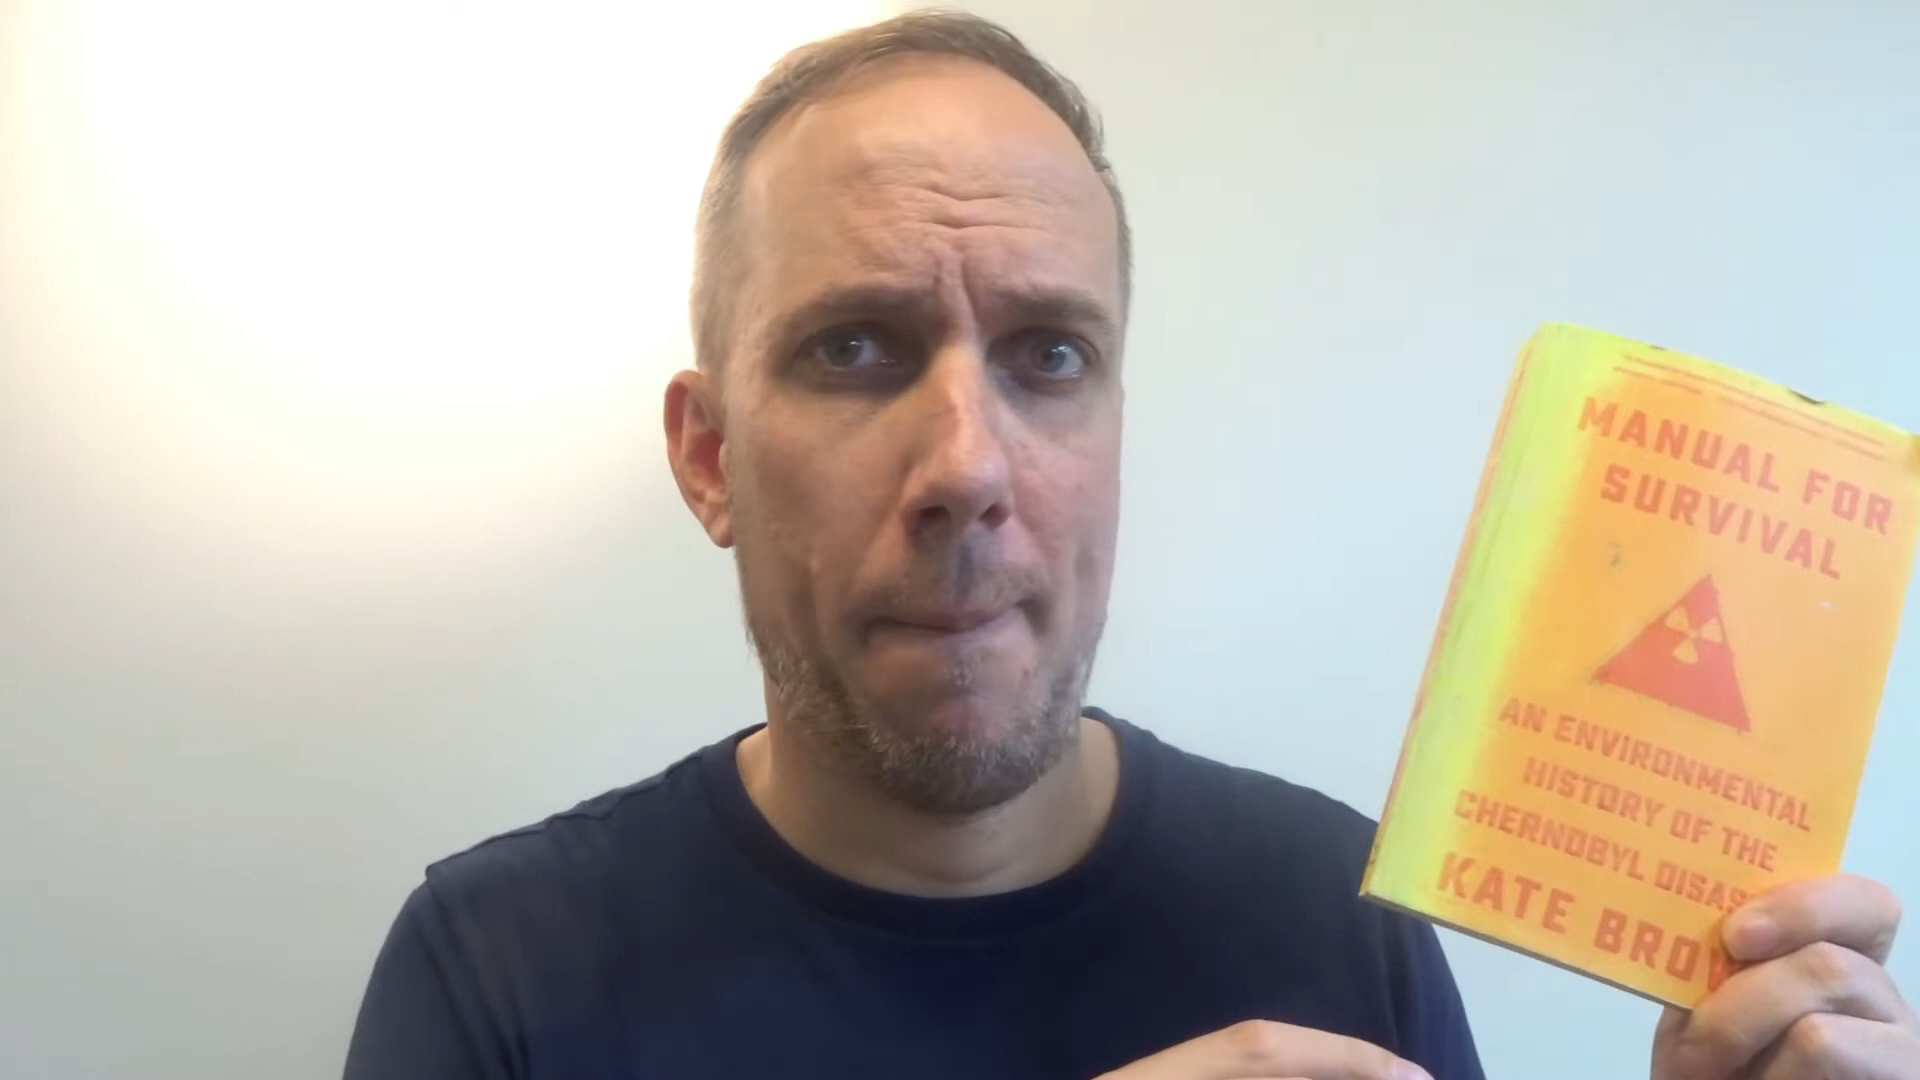 MANUAL FOR
SURVIVAL
AN ENVIRONMENTAL
HISTORY OF THE
CHERNOBYL
KATE